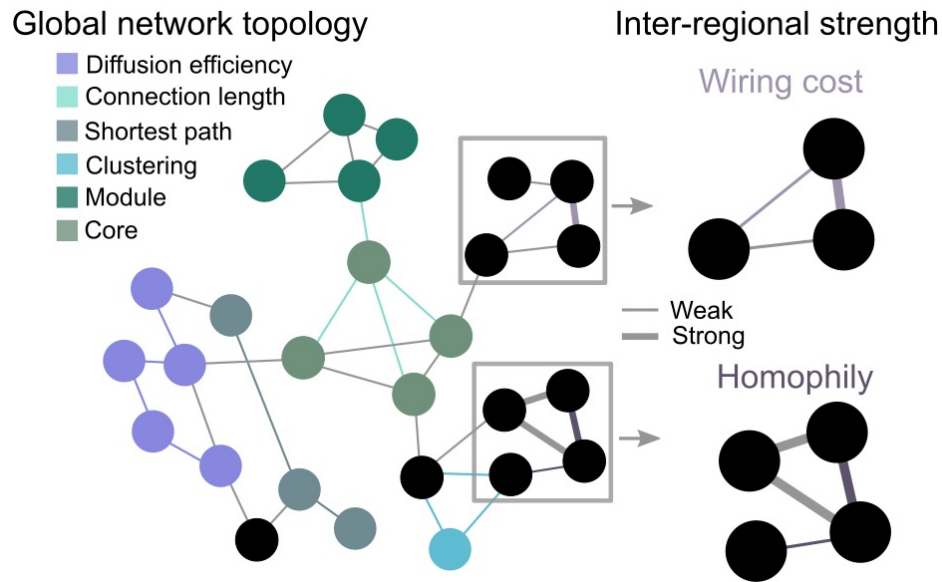 Global network topology
Inter-regional strength
Diffusion efficiency
Connection length
Shortest path
Clustering
Module
Core
Wiring cost
Weak
Strong
Homophily